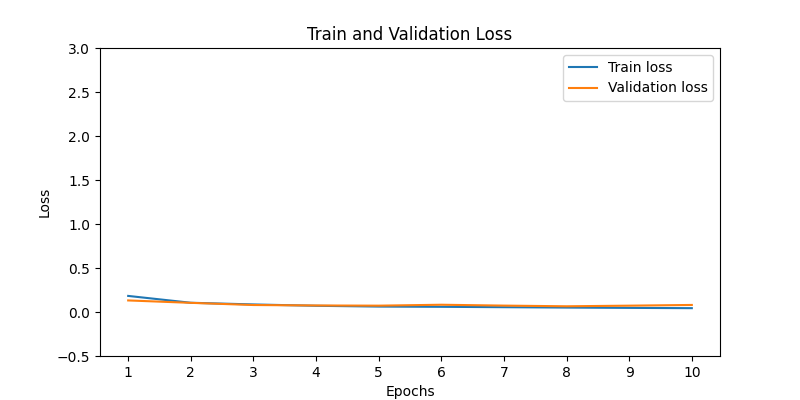 Train and Validation Loss
3.0
2.5
2.0
1.5
1.0
0.5
0.0
−0.5
Loss
Train loss
Validation loss
1 2 3 4 5 6 7 8 9 10
Epochs